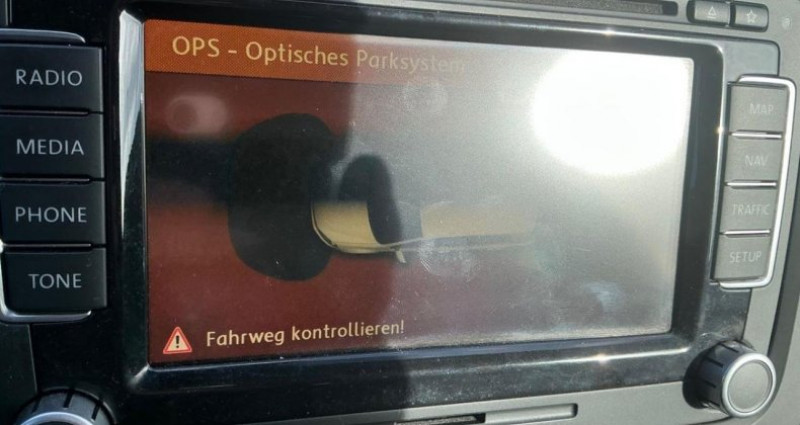 OPS - Optisches Parksystem
RADIO
MEDIA
PHONE
TONE
MAP
NAV
TRAFFIC
SETUP
Fahrweg kontrollieren!